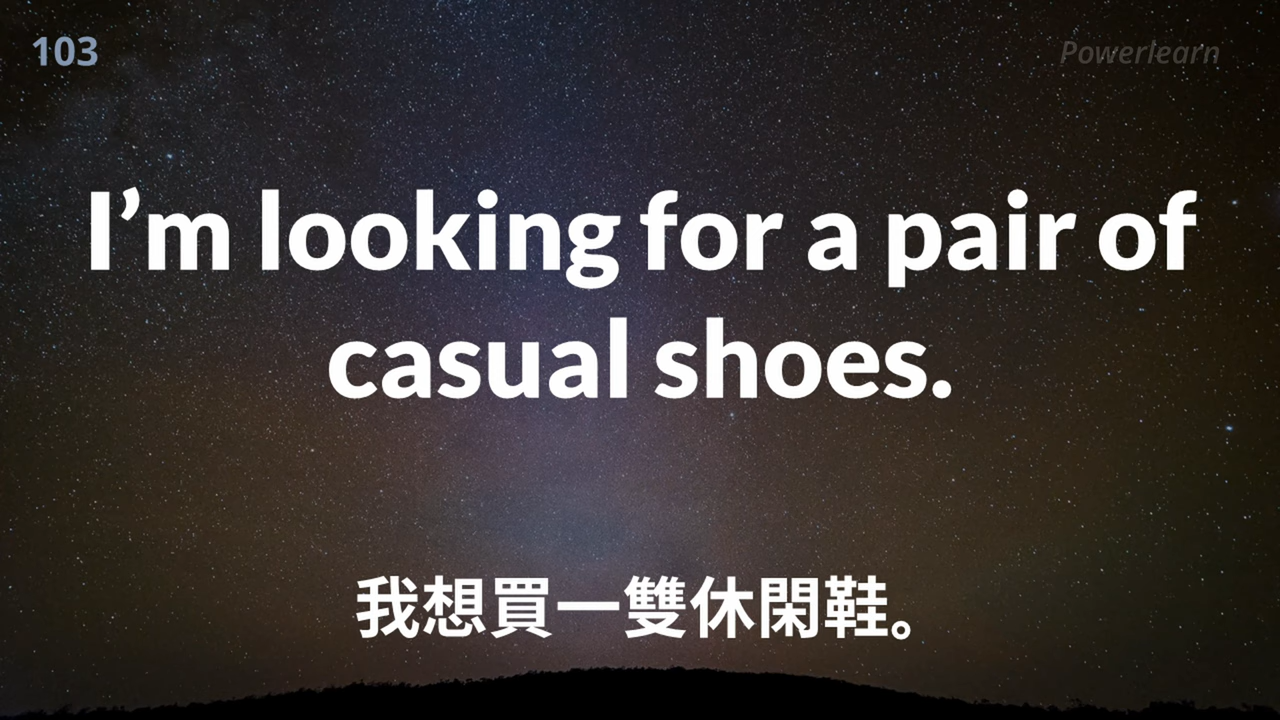 103
Powerlearn
I’m looking for a pair of
casual shoes.
我想買一雙休閑鞋。